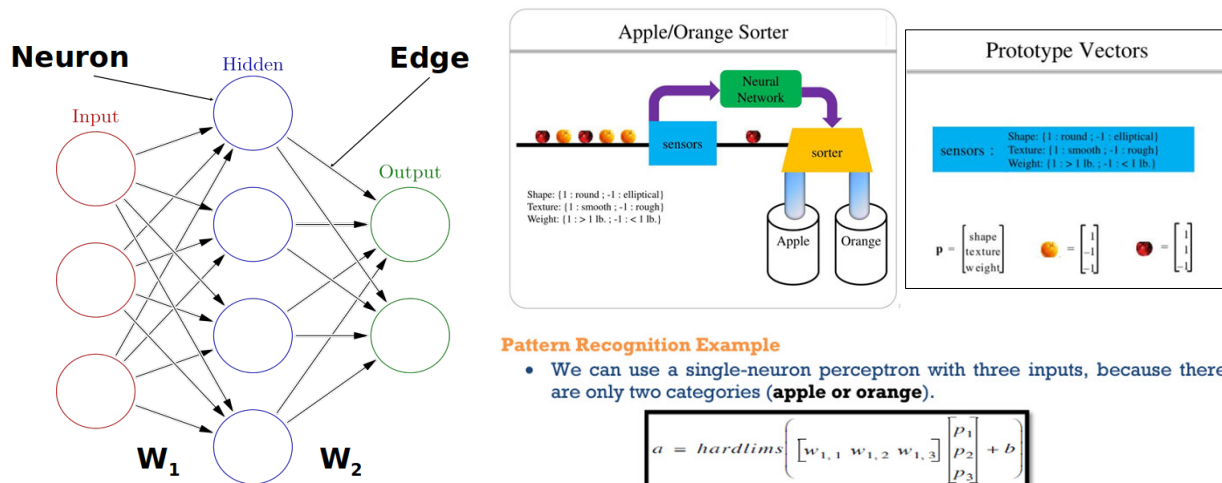 Neuron
Hidden
Edge
Input
Output
W1
W2
Apple/Orange Sorter
Neural
Network
sensors
sorter
Shape: {1 : round ; -1 : elliptical}
Texture: {1 : smooth ; -1 : rough}
Weight: {1 : > 1 lb. ; -1 : < 1 lb.}
Apple
Orange
Prototype Vectors
sensors :
Shape: {1 : round ; -1 : elliptical}
Texture: {1 : smooth ; -1 : rough}
Weight: {1 : > 1 lb. ; -1 : < 1 lb.}
p = [shape texture weight]
= [1 -1 -1]
= [1 1 -1]
Pattern Recognition Example
• We can use a single-neuron perceptron with three inputs, because there
are only two categories (apple or orange).
a = hardlims([w1, 1 w1, 2 w1, 3] [p1 p2 p3] + b)